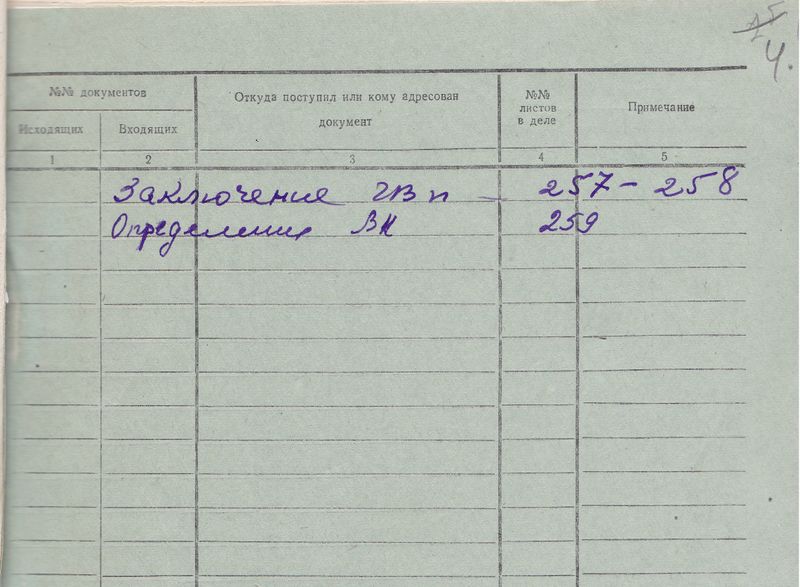 4.
№№ документов
Откуда поступил или кому адресован документ
№№ листов в деле
Примечание
Исходящих
Входящих
1 2 3 4 5
Заключение ГВП – 257 – 258
Определение ВК 259